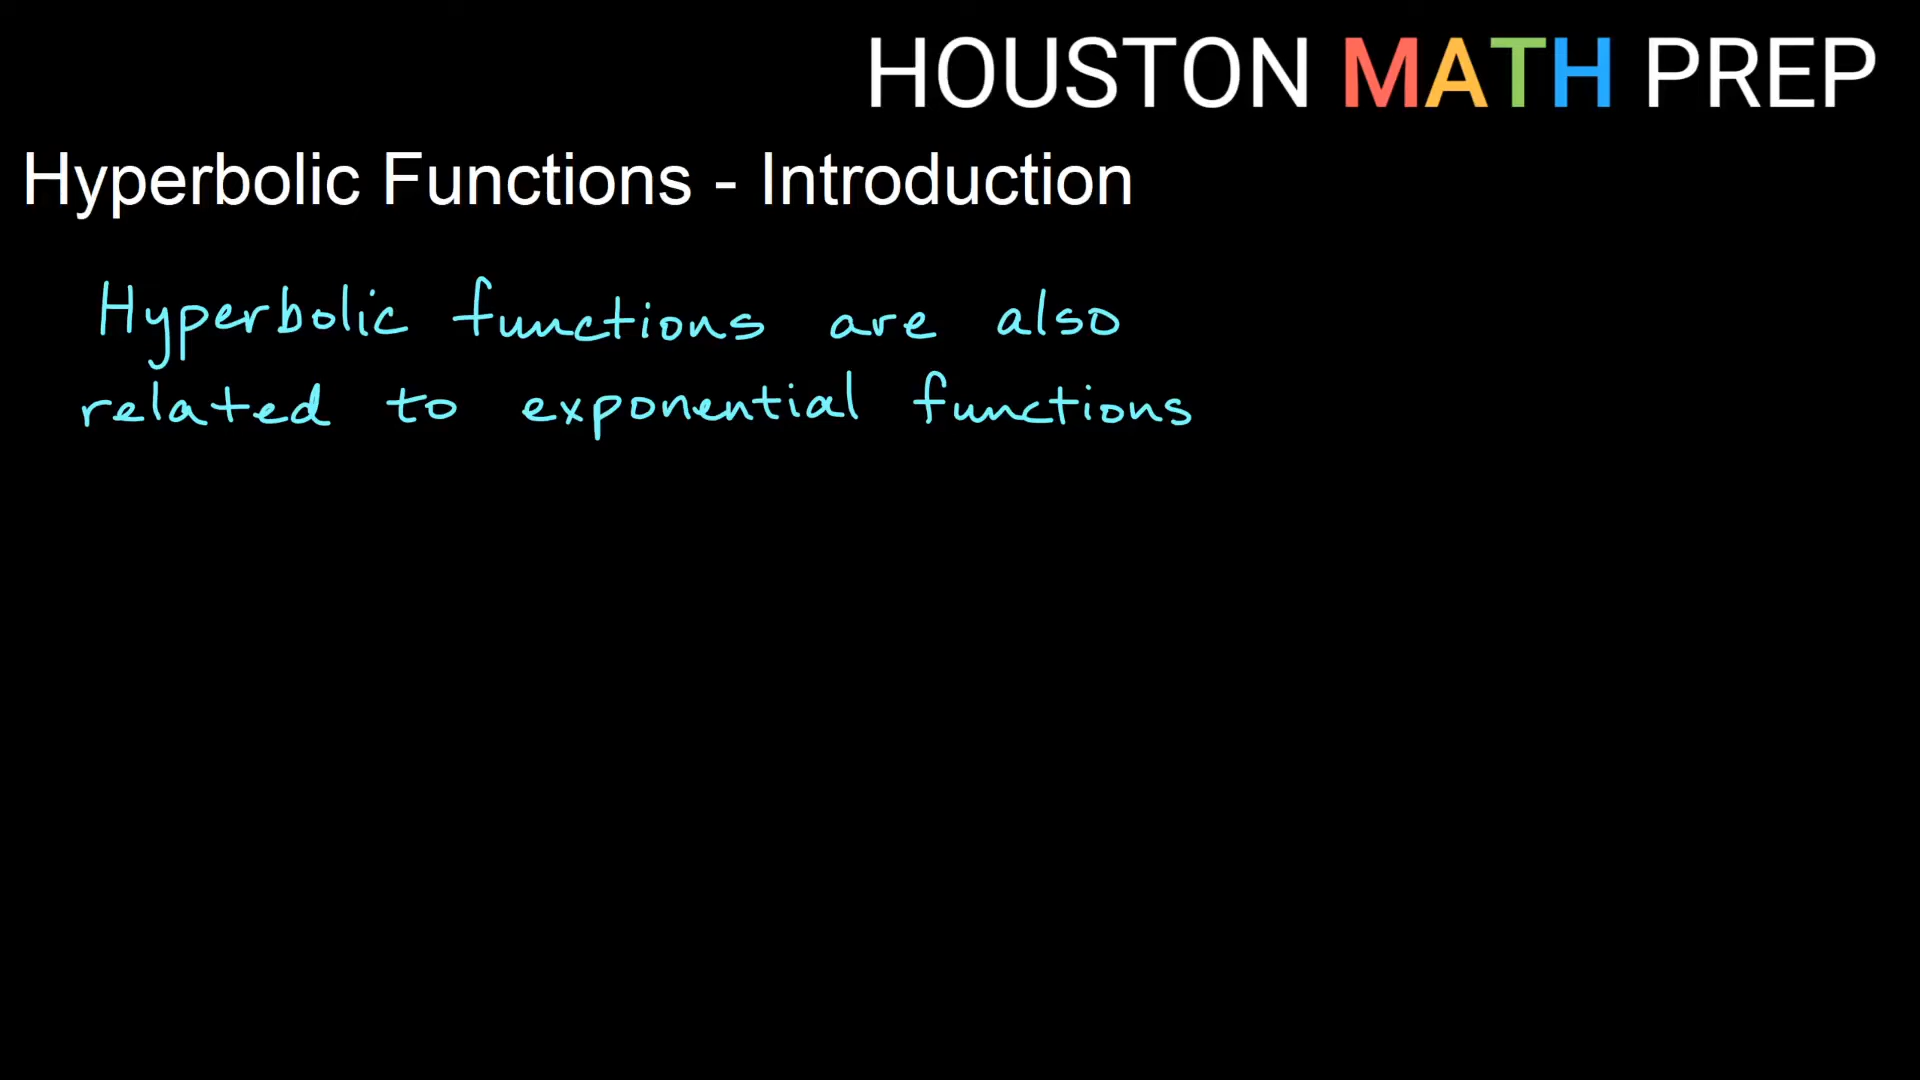 HOUSTON MATH PREP
Hyperbolic Functions - Introduction
Hyperbolic functions are also
related to exponential functions